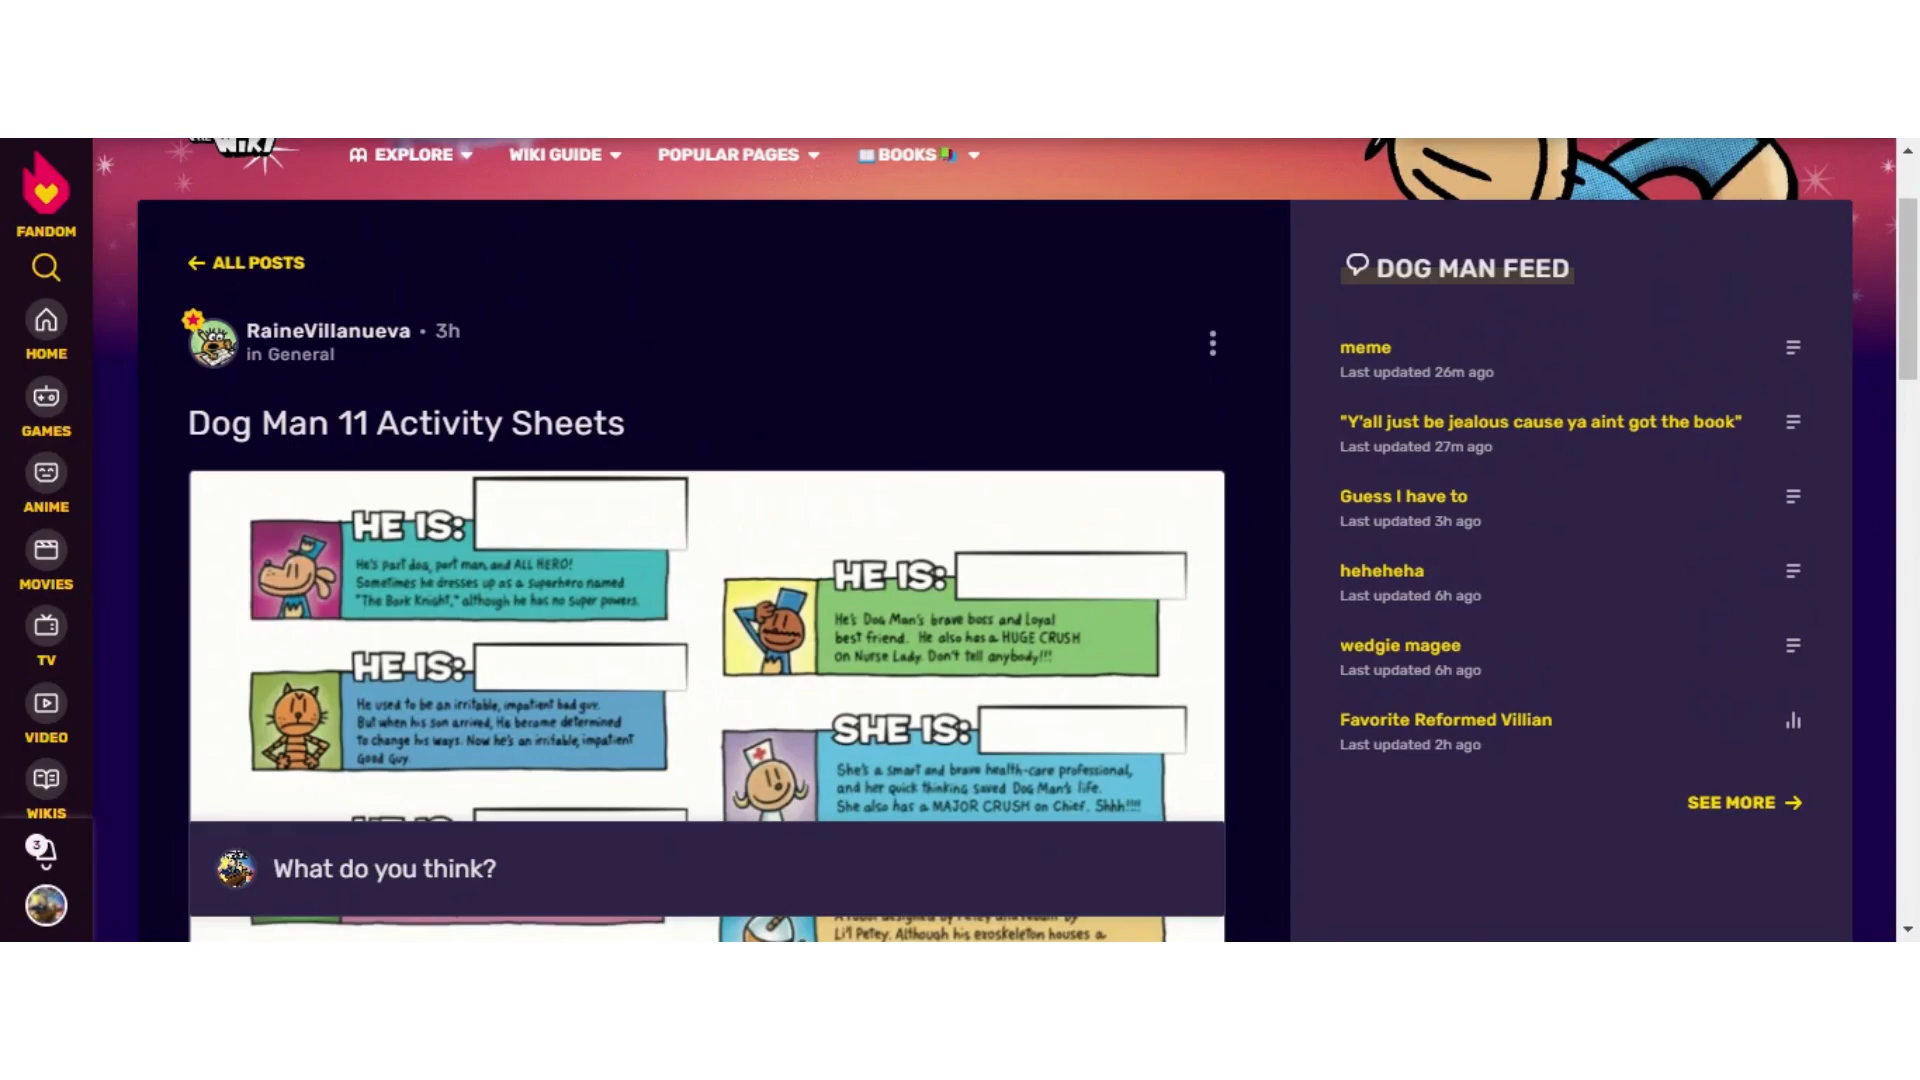 WiKi
EXPLORE
WIKI GUIDE
POPULAR PAGES
BOOKS
FANDOM
HOME
GAMES
ANIME
MOVIES
TV
VIDEO
WIKIS
3
ALL POSTS
RaineVillanueva • 3h
in General
Dog Man 11 Activity Sheets
HE IS:
He's part dog, part man, and ALL HERO!
Sometimes he dresses up as a superhero named
"The Bark Knight," although he has no super powers.
HE IS:
He used to be an irritable, impatient bad guy.
But when his son arrived, He became determined
to change his ways. Now he's an irritable, impatient
Good Guy.
HE IS:
He's Dog Man's brave boss and loyal
best friend. He also has a HUGE CRUSH
on Nurse Lady. Don't tell anybody!!!
SHE IS:
She's a smart and brave health-care professional,
and her quick thinking saved Dog Man's life.
She also has a MAJOR CRUSH on Chief. Shhh!!!!
What do you think?
A robot designed by Petey and rebuilt by
Li'l Petey. Although his exoskeleton houses a
DOG MAN FEED
meme
Last updated 26m ago
"Y'all just be jealous cause ya aint got the book"
Last updated 27m ago
Guess I have to
Last updated 3h ago
heheheha
Last updated 6h ago
wedgie magee
Last updated 6h ago
Favorite Reformed Villian
Last updated 2h ago
SEE MORE